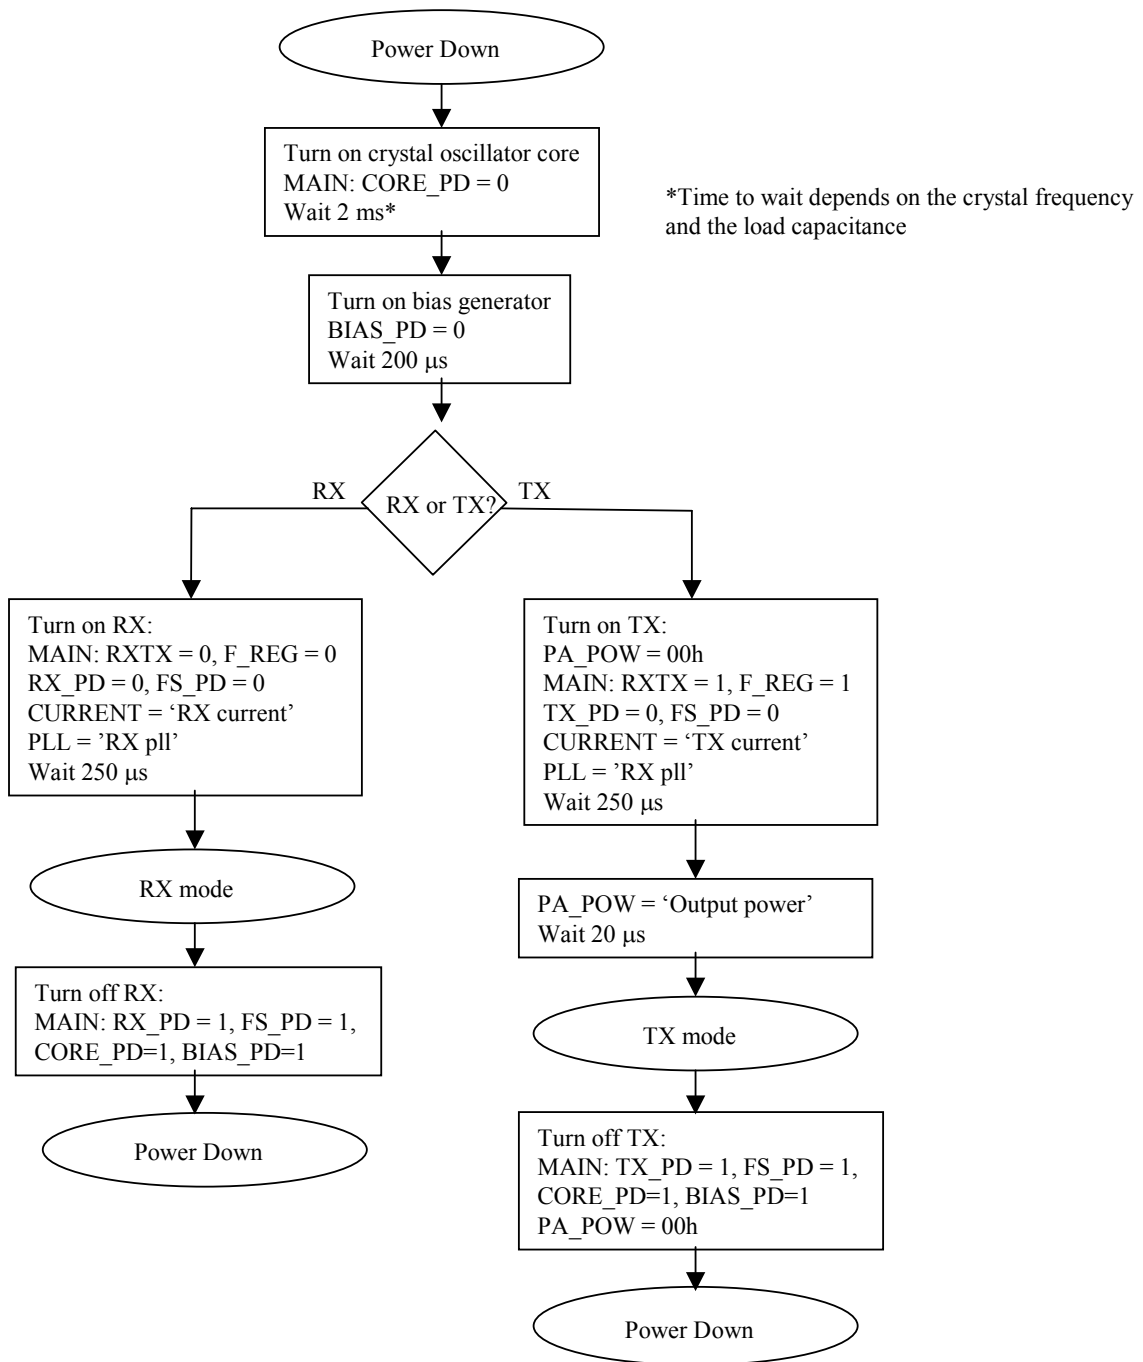 Power Down
Turn on crystal oscillator core
MAIN: CORE_PD = 0
Wait 2 ms*
*Time to wait depends on the crystal frequency
and the load capacitance
Turn on bias generator
BIAS_PD = 0
Wait 200 μs
RX
RX or TX?
TX
Turn on RX:
MAIN: RXTX = 0, F_REG = 0
RX_PD = 0, FS_PD = 0
CURRENT = ‘RX current’
PLL = ’RX pll’
Wait 250 μs
RX mode
Turn off RX:
MAIN: RX_PD = 1, FS_PD = 1,
CORE_PD=1, BIAS_PD=1
Power Down
Turn on TX:
PA_POW = 00h
MAIN: RXTX = 1, F_REG = 1
TX_PD = 0, FS_PD = 0
CURRENT = ‘TX current’
PLL = ’RX pll’
Wait 250 μs
PA_POW = ‘Output power’
Wait 20 μs
TX mode
Turn off TX:
MAIN: TX_PD = 1, FS_PD = 1,
CORE_PD=1, BIAS_PD=1
PA_POW = 00h
Power Down